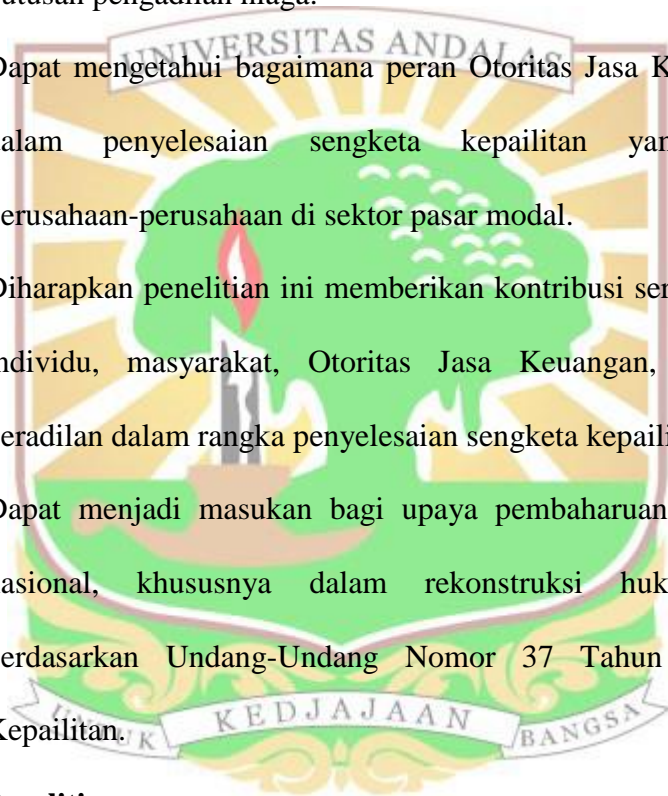 putusan pengadilan niaga.
UNIVERSITAS ANDALAS
Dapat mengetahui bagaimana peran Otoritas Jasa K
dalam penyelesaian sengketa kepailitan yan
perusahaan-perusahaan di sektor pasar modal.
Diharapkan penelitian ini memberikan kontribusi ser
individu, masyarakat, Otoritas Jasa Keuangan,
peradilan dalam rangka penyelesaian sengketa kepaili
Dapat menjadi masukan bagi upaya pembaharuan
nasional, khususnya dalam rekonstruksi huk
berdasarkan Undang-Undang Nomor 37 Tahun
Kepailitan.
UNTUK KEDJAJAAN BANGSA